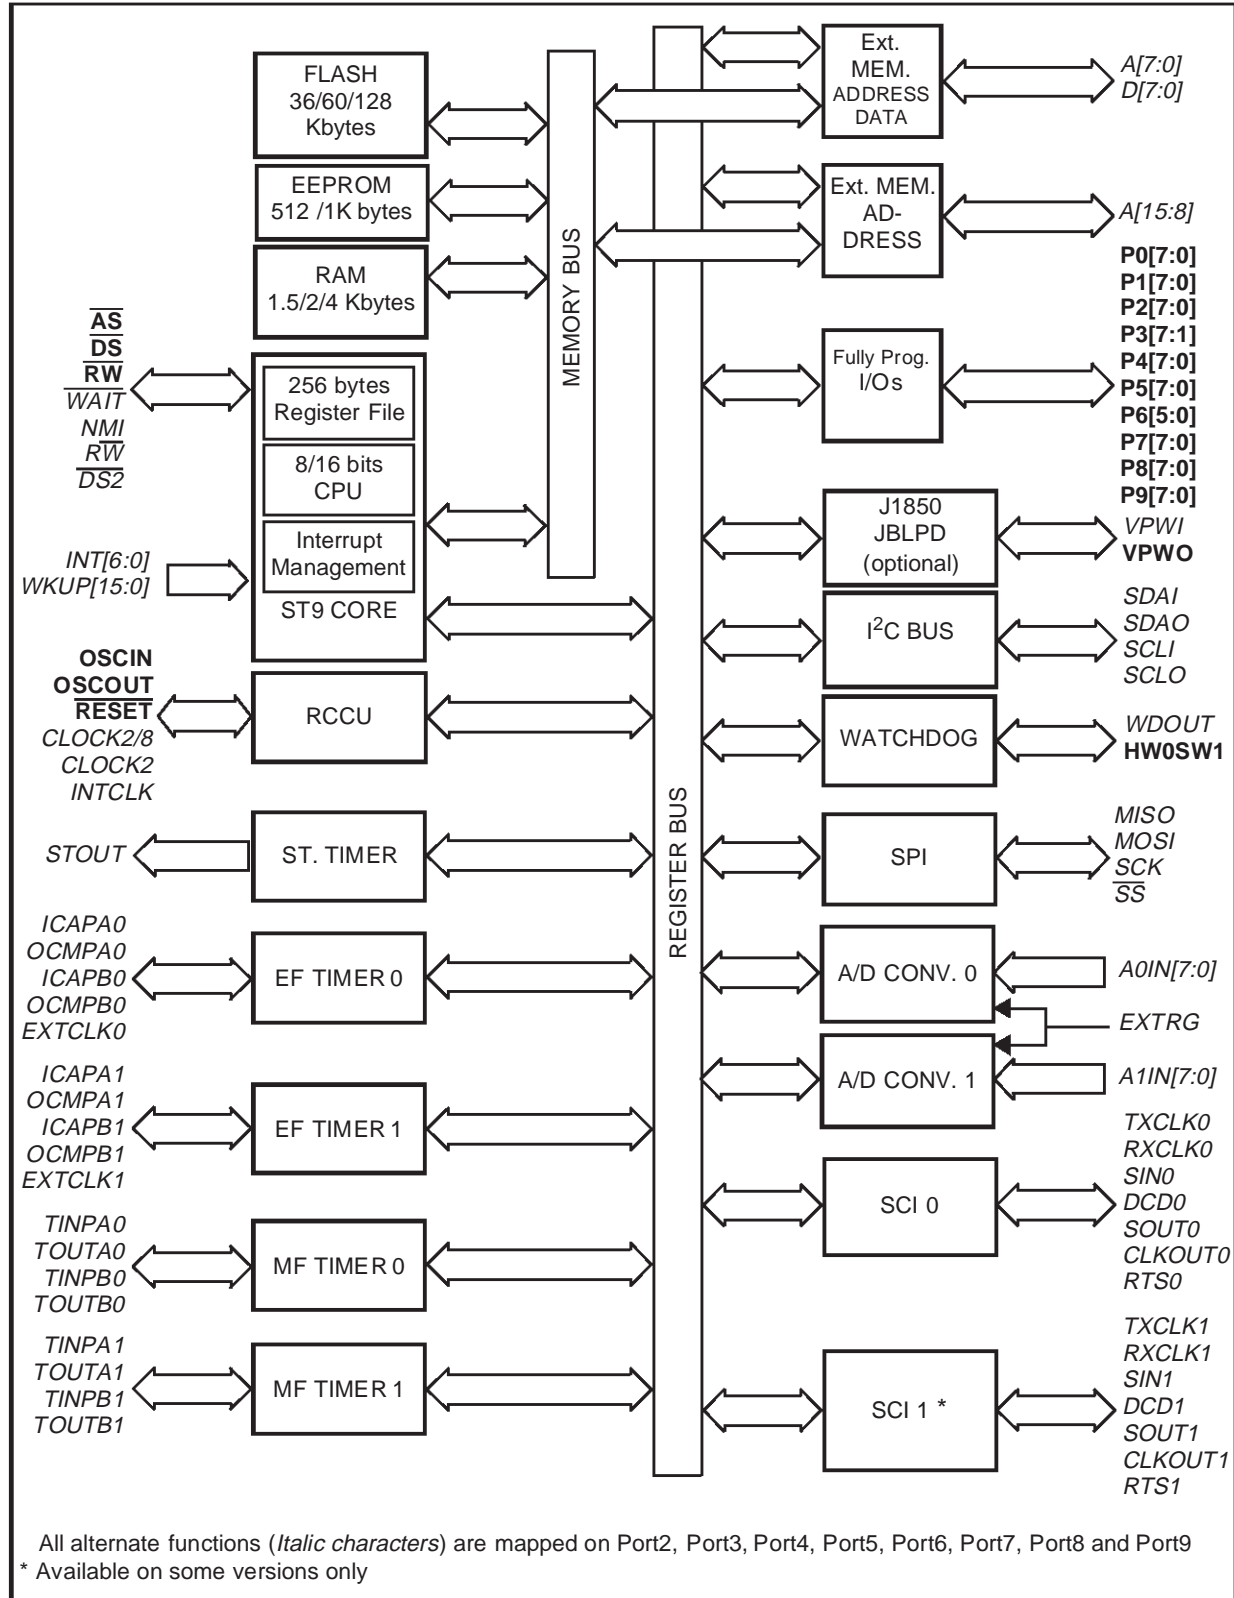 FLASH
36/60/128
Kbytes
EEPROM
512 /1K bytes
RAM
1.5/2/4 Kbytes
AS
DS
RW
WAIT
NMI
RW
DS2
256 bytes
Register File
8/16 bits
CPU
Interrupt
Management
ST9 CORE
INT[6:0]
WKUP[15:0]
OSCIN
OSCOUT
RESET
CLOCK2/8
CLOCK2
INTCLK
RCCU
STOUT
ST. TIMER
ICAPA0
OCMPA0
ICAPB0
OCMPB0
EXTCLK0
EF TIMER 0
ICAPA1
OCMPA1
ICAPB1
OCMPB1
EXTCLK1
EF TIMER 1
TINPA0
TOUTA0
TINPB0
TOUTB0
MF TIMER 0
TINPA1
TOUTA1
TINPB1
TOUTB1
MF TIMER 1
MEMORY BUS
REGISTER BUS
Ext.
MEM.
ADDRESS
DATA
A[7:0]
D[7:0]
Ext. MEM.
AD-
DRESS
A[15:8]
Fully Prog.
I/Os
P0[7:0]
P1[7:0]
P2[7:0]
P3[7:1]
P4[7:0]
P5[7:0]
P6[5:0]
P7[7:0]
P8[7:0]
P9[7:0]
J1850
JBLPD
(optional)
VPWI
VPWO
I²C BUS
SDAI
SDAO
SCLI
SCLO
WATCHDOG
WDOUT
HW0SW1
SPI
MISO
MOSI
SCK
SS
A/D CONV. 0
A0IN[7:0]
EXTRG
A/D CONV. 1
A1IN[7:0]
SCI 0
TXCLK0
RXCLK0
SIN0
DCD0
SOUT0
CLKOUT0
RTS0
SCI 1 *
TXCLK1
RXCLK1
SIN1
DCD1
SOUT1
CLKOUT1
RTS1
All alternate functions (Italic characters) are mapped on Port2, Port3, Port4, Port5, Port6, Port7, Port8 and Port9
* Available on some versions only